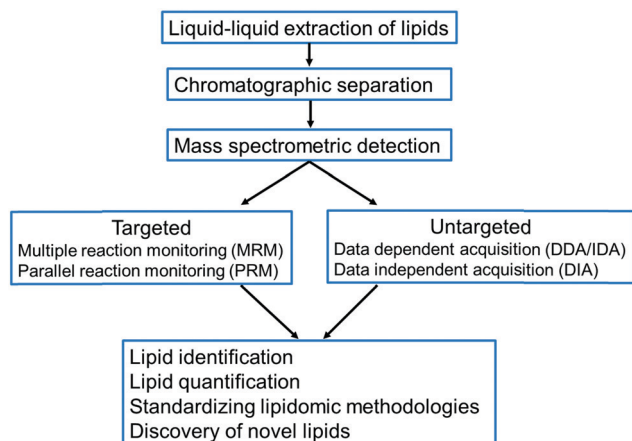 Liquid-liquid extraction of lipids
Chromatographic separation
Mass spectrometric detection
Targeted
Multiple reaction monitoring (MRM)
Parallel reaction monitoring (PRM)
Untargeted
Data dependent acquisition (DDA/IDA)
Data independent acquisition (DIA)
Lipid identification
Lipid quantification
Standardizing lipidomic methodologies
Discovery of novel lipids